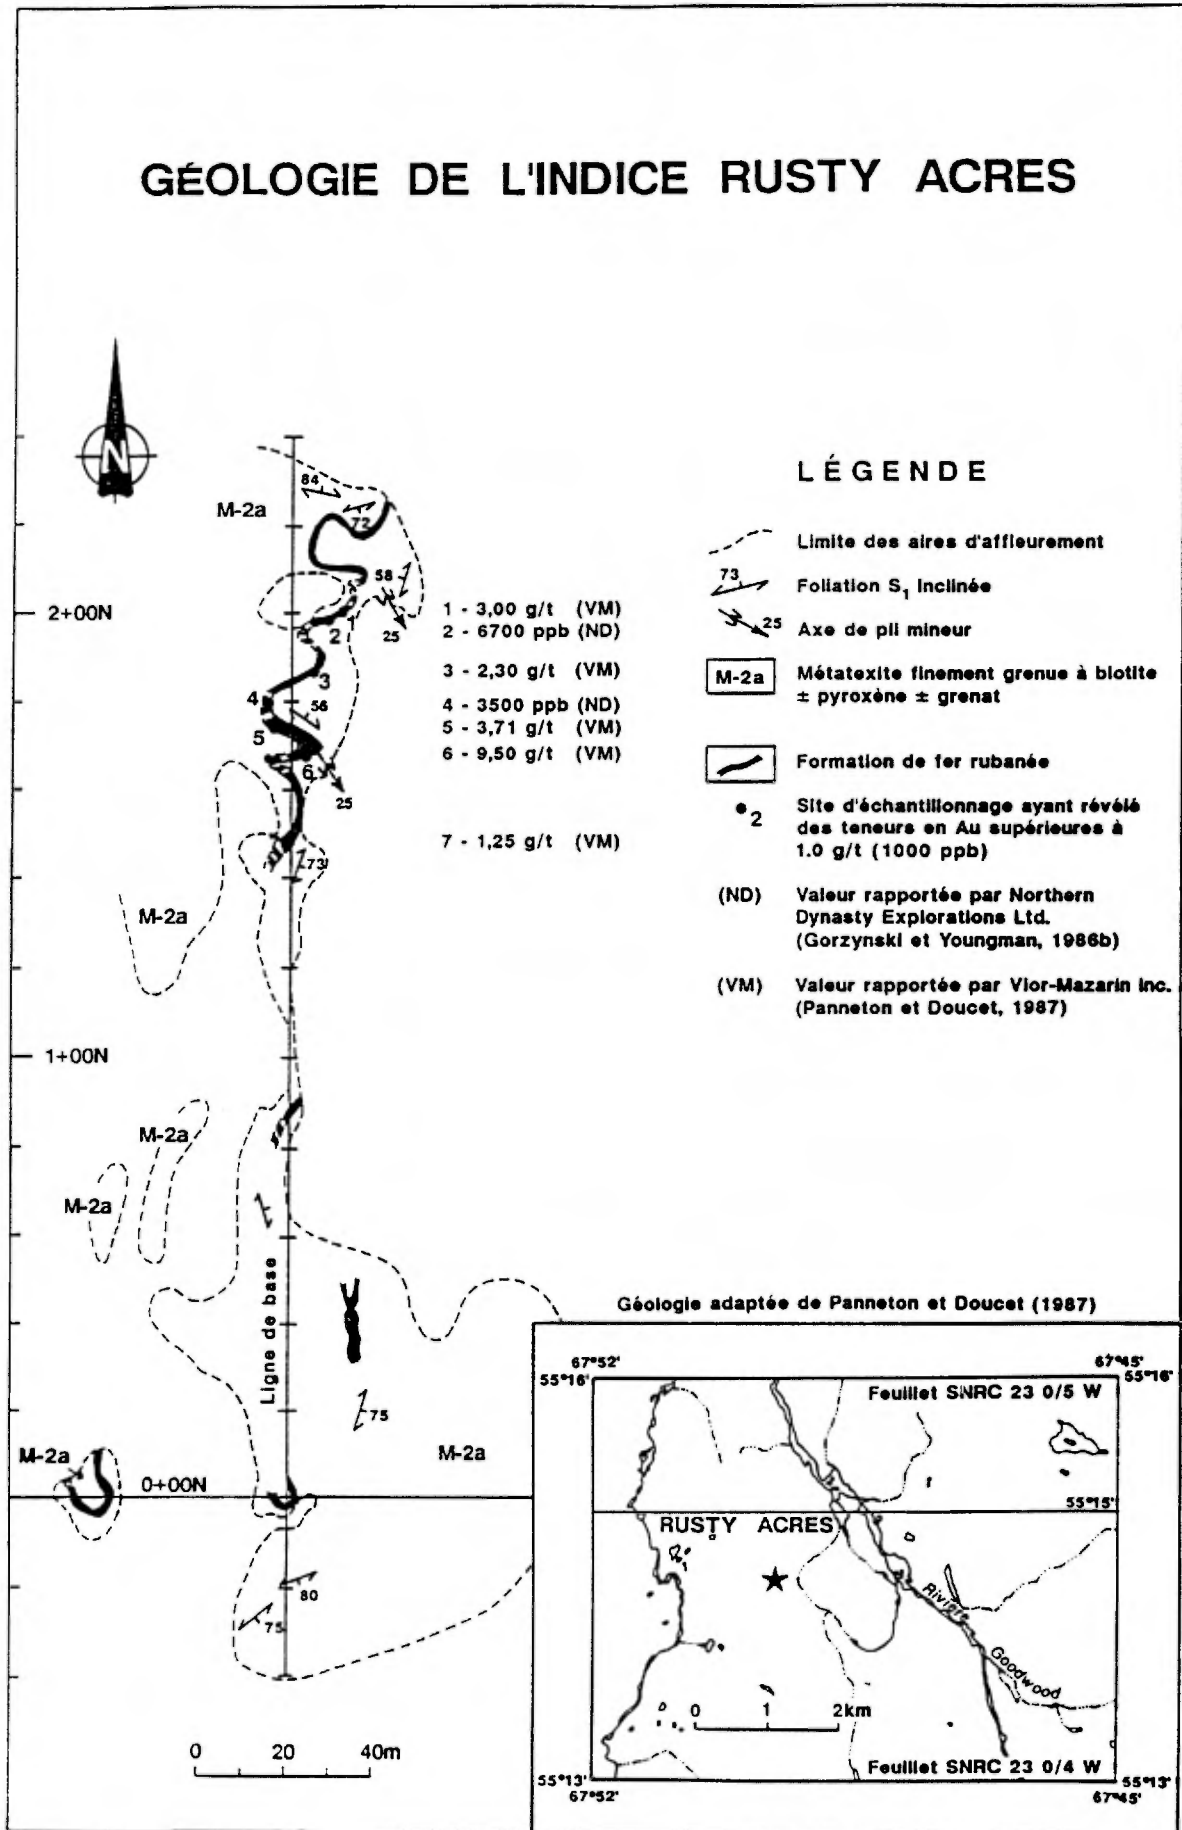 GÉOLOGIE DE L'INDICE RUSTY ACRES
N
84
M-2a
72
58
25
2+00N
1
2
3
4
56
5
6
25
73
1 - 3,00 g/t (VM)
2 - 6700 ppb (ND)
3 - 2,30 g/t (VM)
4 - 3500 ppb (ND)
5 - 3,71 g/t (VM)
6 - 9,50 g/t (VM)
7 - 1,25 g/t (VM)
LÉGENDE
Limite des aires d'affleurement
73
Foliation S1 Inclinée
25
Axe de pli mineur
M-2a
Métatexite finement grenue à biotite
± pyroxène ± grenat
Formation de fer rubanée
2
Site d'échantillonnage ayant révélé
des teneurs en Au supérieures à
1.0 g/t (1000 ppb)
(ND)
Valeur rapportée par Northern
Dynasty Explorations Ltd.
(Gorzynski et Youngman, 1986b)
(VM)
Valeur rapportée par Vior-Mazarin Inc.
(Panneton et Doucet, 1987)
M-2a
1+00N
M-2a
M-2a
Ligne de base
75
M-2a
M-2a
0+00N
80
75
0 20 40m
Géologie adaptée de Panneton et Doucet (1987)
67°52'
67°45'
55°16'
55°16'
Feuillet SNRC 23 0/5 W
55°15'
RUSTY ACRES
Rivière
Goodwood
0 1 2km
Feuillet SNRC 23 0/4 W
55°13'
55°13'
67°52'
67°45'